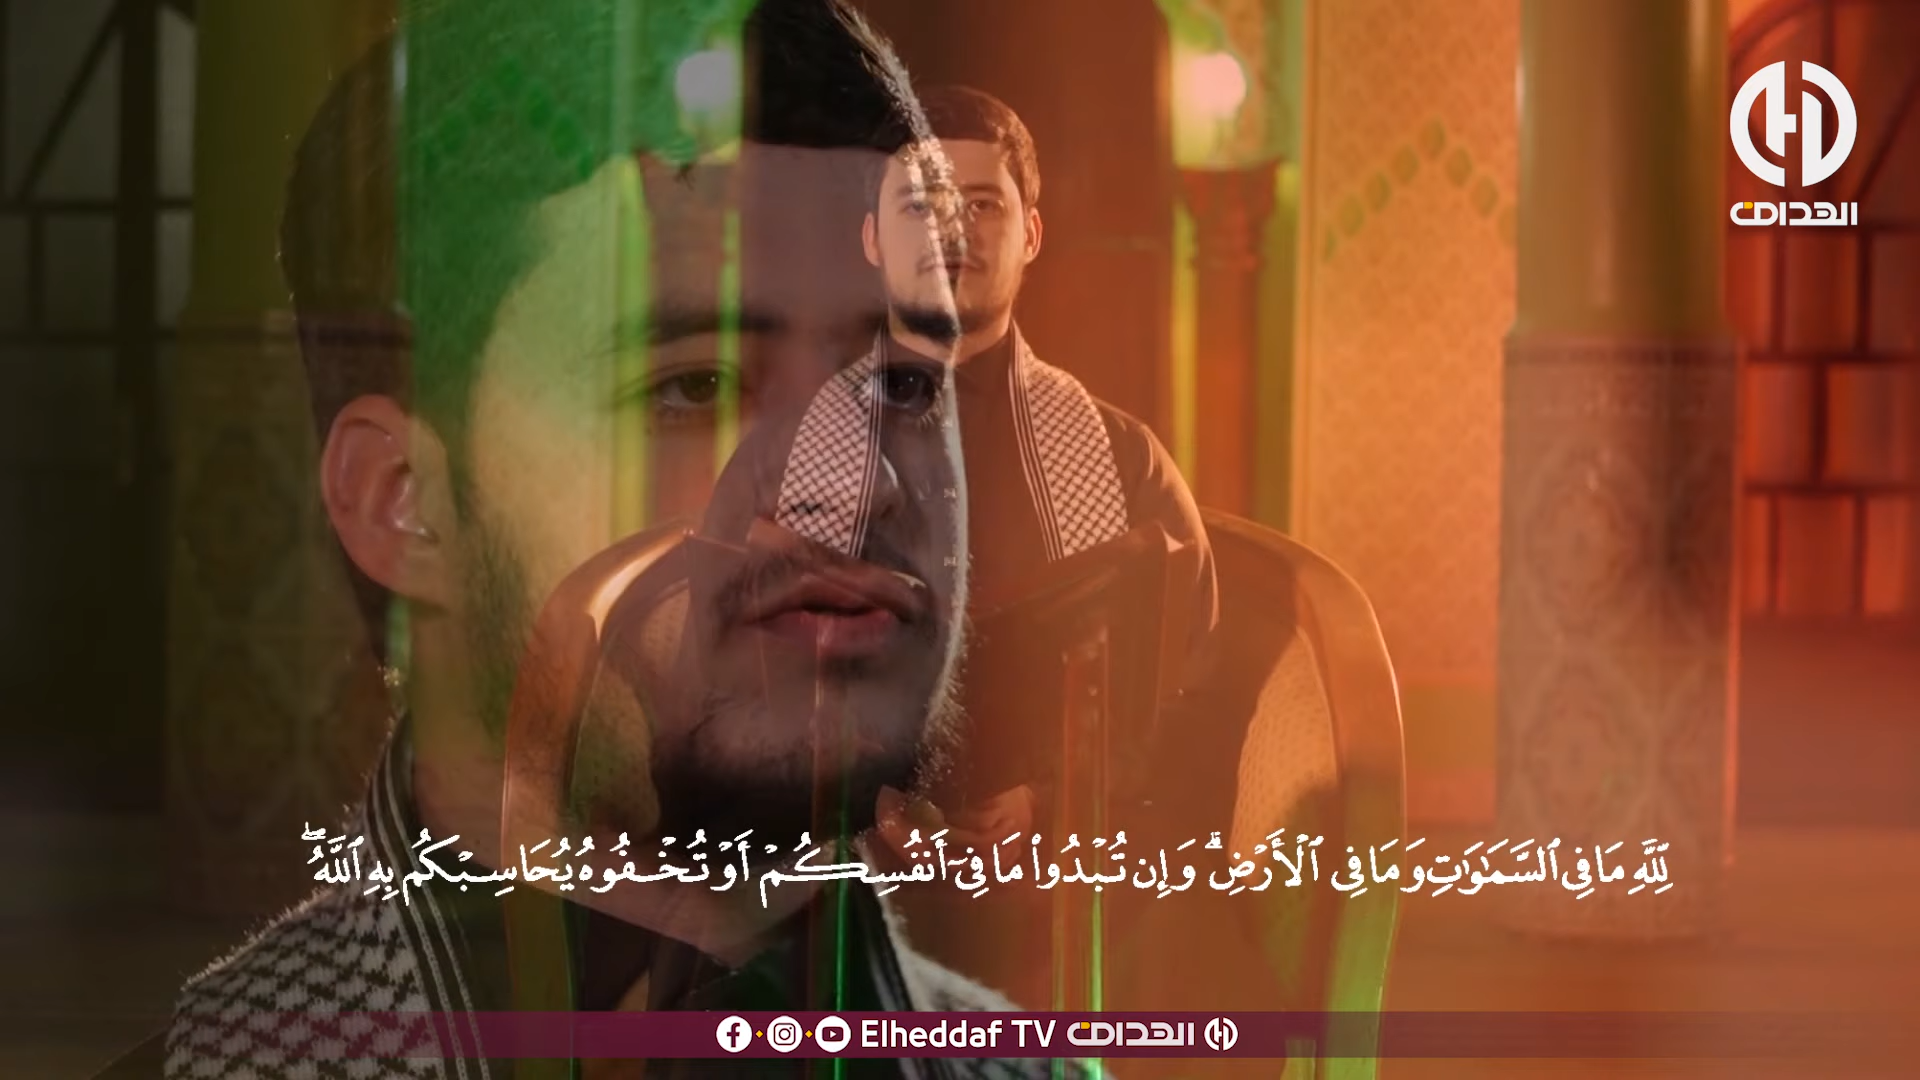 الهداف
لِّلَّهِ مَا فِي ٱلسَّمَٰوَٰتِ وَمَا فِي ٱلْأَرْضِۗ وَإِن تُبْدُوا۟ مَا فِيٓ أَنفُسِكُمْ أَوْ تُخْفُوهُ يُحَاسِبْكُم بِهِ ٱللَّهُۖ
Elheddaf TV الهداف